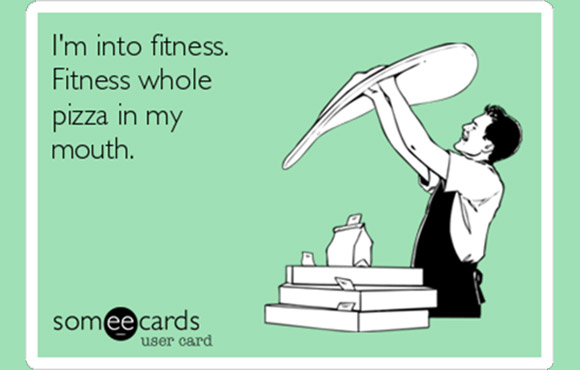 I'm into fitness.
Fitness whole
pizza in my
mouth.
someecards
user card